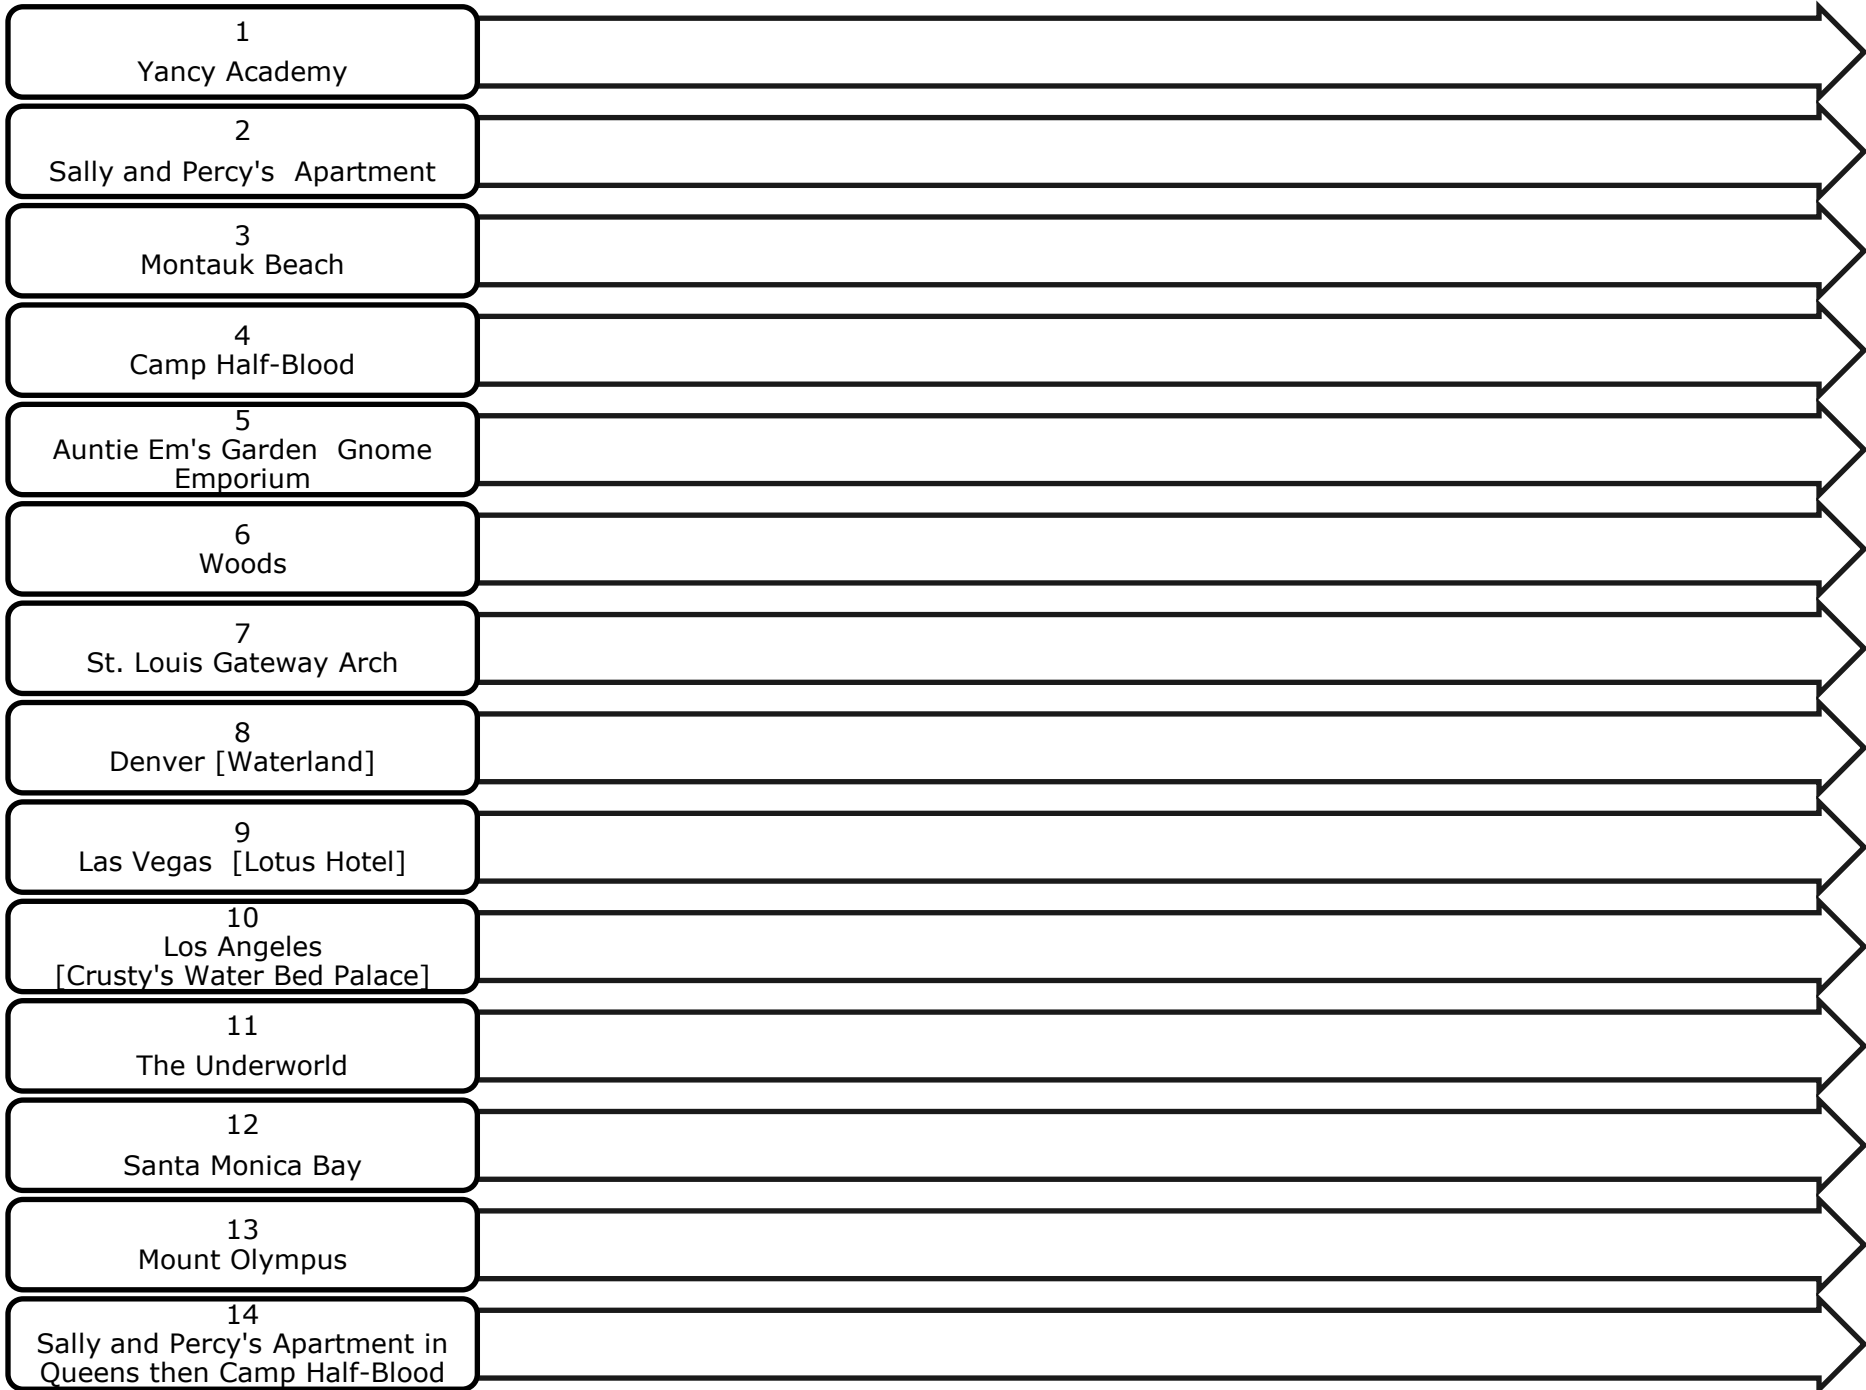 1
Yancy Academy
2
Sally and Percy's  Apartment
3
Montauk Beach
4
Camp Half-Blood
5
Auntie Em's Garden  Gnome
Emporium
6
Woods
7
St. Louis Gateway Arch
8
Denver [Waterland]
9
Las Vegas  [Lotus Hotel]
10
Los Angeles
[Crusty's Water Bed Palace]
11
The Underworld
12
Santa Monica Bay
13
Mount Olympus
14
Sally and Percy's Apartment in
Queens then Camp Half-Blood